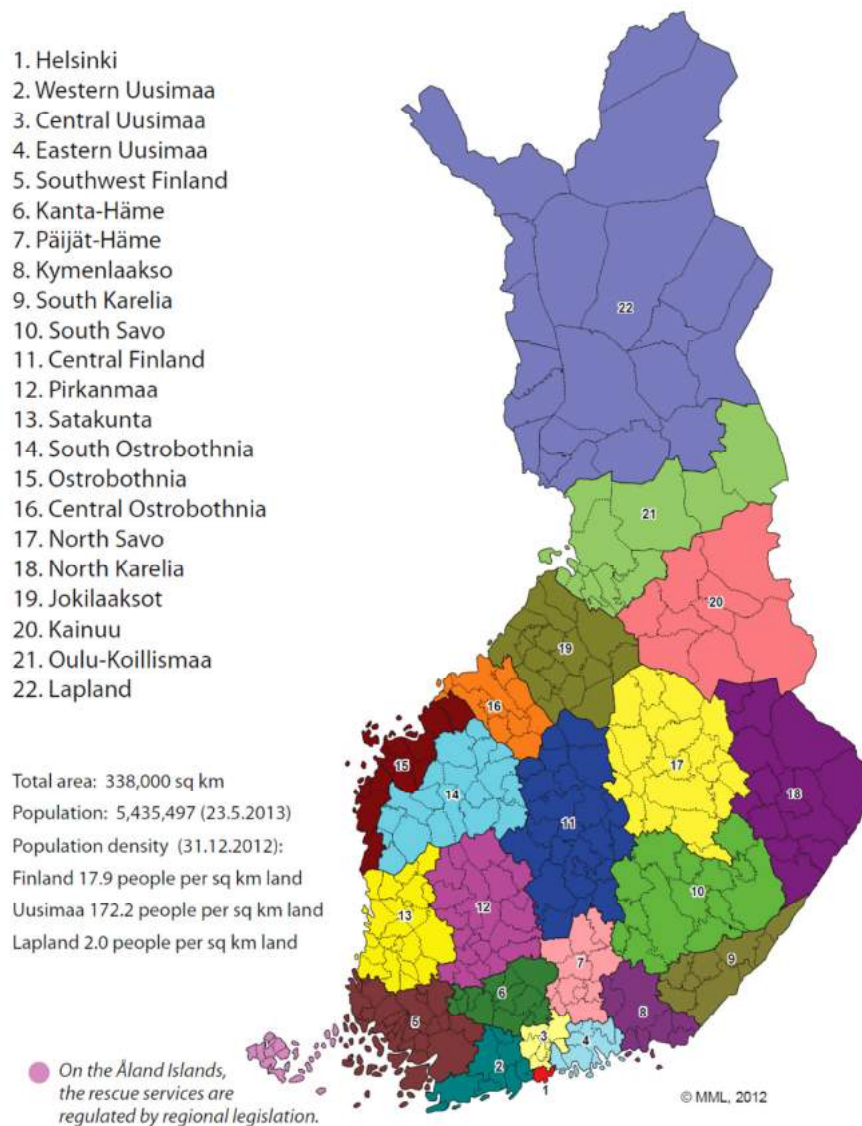 1. Helsinki
2. Western Uusimaa
3. Central Uusimaa
4. Eastern Uusimaa
5. Southwest Finland
6. Kanta-Häme
7. Päijät-Häme
8. Kymenlaakso
9. South Karelia
10. South Savo
11. Central Finland
12. Pirkanmaa
13. Satakunta
14. South Ostrobothnia
15. Ostrobothnia
16. Central Ostrobothnia
17. North Savo
18. North Karelia
19. Jokilaaksot
20. Kainuu
21. Oulu-Koillismaa
22. Lapland
Total area: 338,000 sq km
Population: 5,435,497 (23.5.2013)
Population density (31.12.2012):
Finland 17.9 people per sq km land
Uusimaa 172.2 people per sq km land
Lapland 2.0 people per sq km land
On the Åland Islands,
the rescue services are
regulated by regional legislation.
22
21
20
19
16
17
15
14
18
11
10
12
13
7
9
6
8
5
3
4
2
1
© MML, 2012